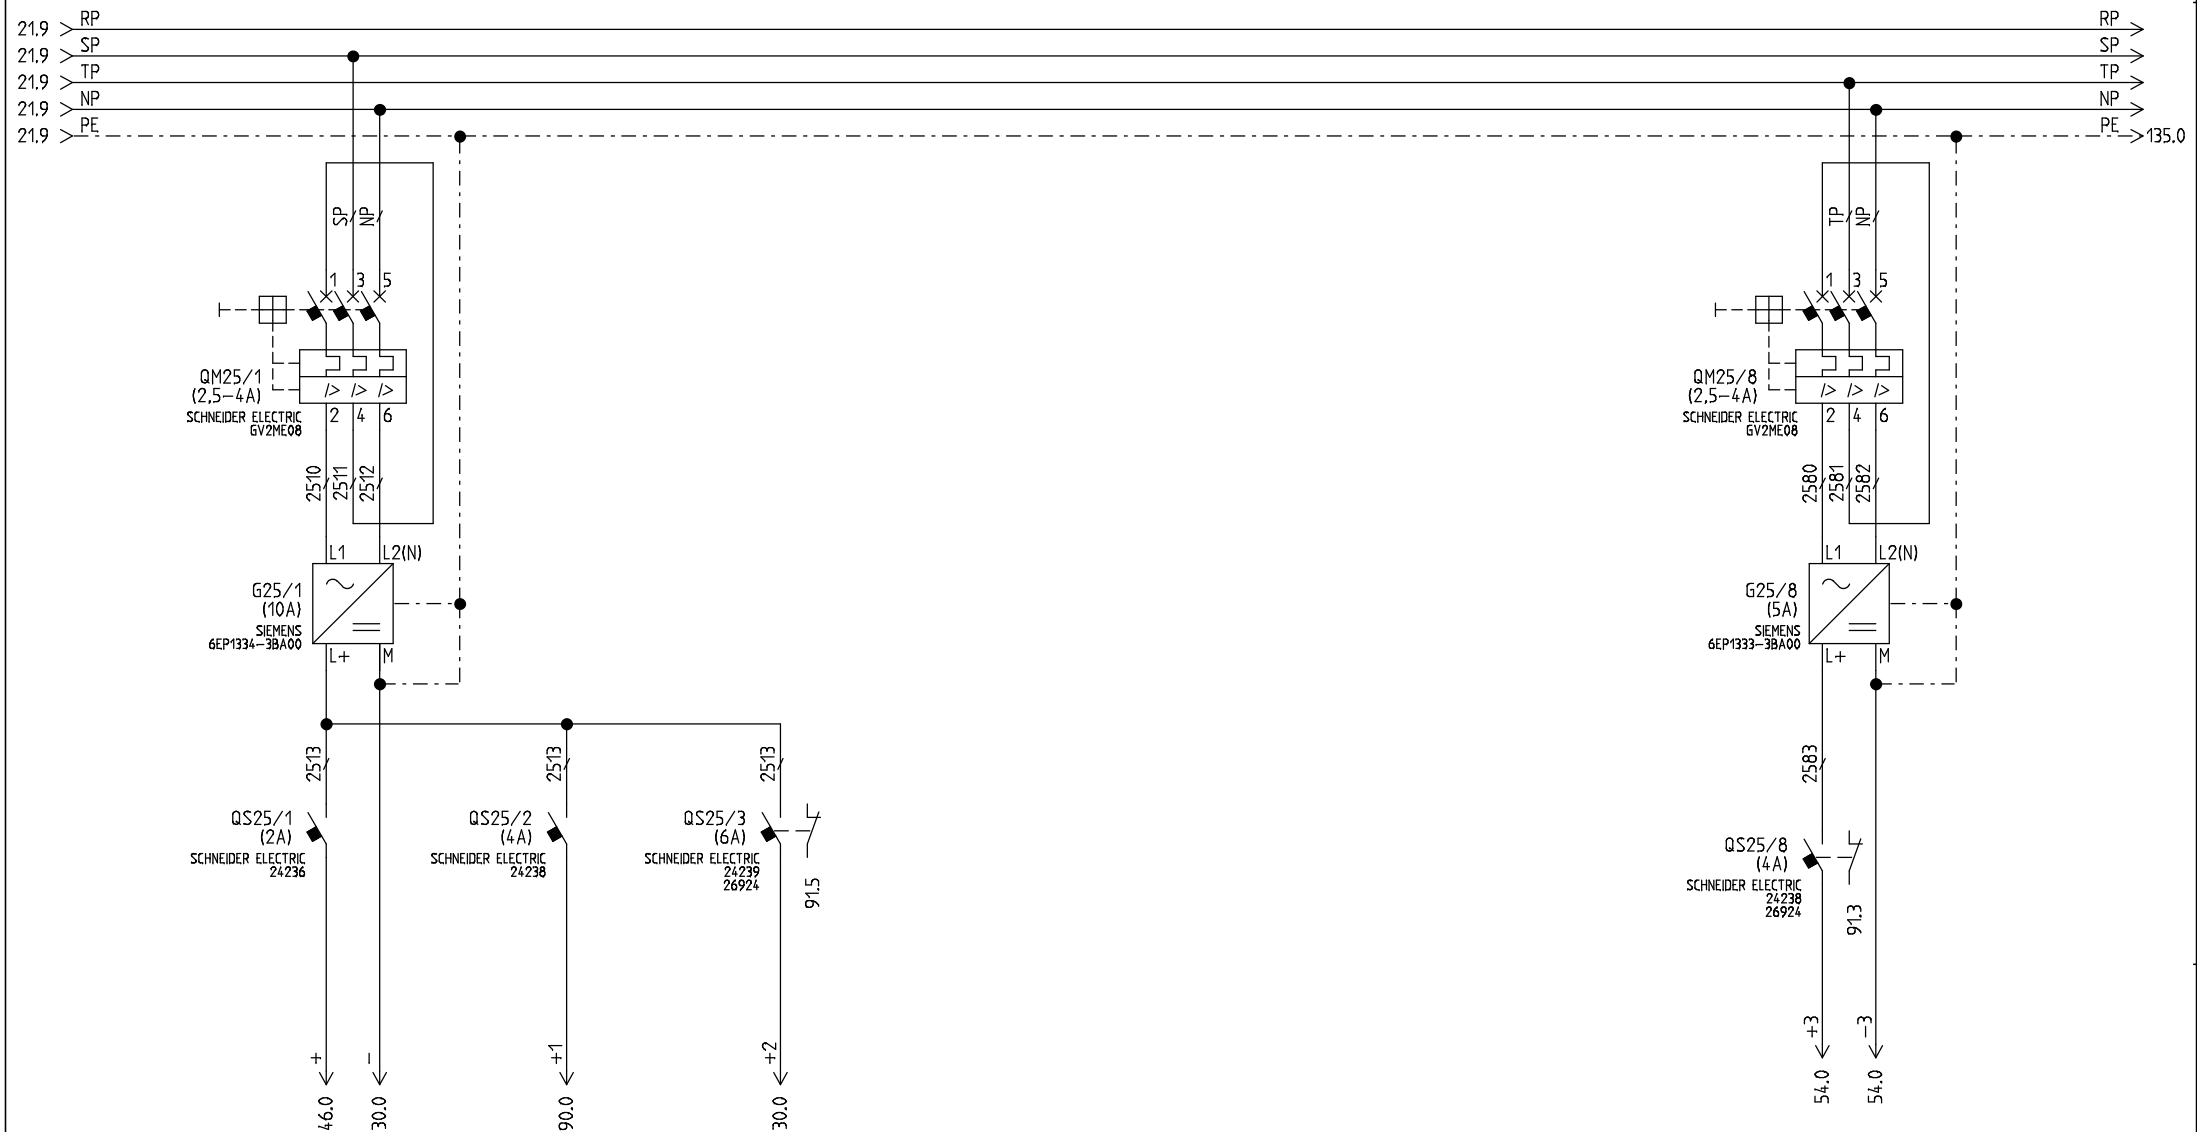 21.9 RP RP
21.9 SP SP
21.9 TP TP
21.9 NP NP
21.9 PE PE 135.0
SP NP
TP NP
1 3 5
1 3 5
QM25/1
(2,5-4A)
SCHNEIDER ELECTRIC
GV2ME08
2 4 6
QM25/8
(2,5-4A)
SCHNEIDER ELECTRIC
GV2ME08
2 4 6
2510 2511 2512
2580 2581 2582
L1 L2(N)
G25/1
(10A)
SIEMENS
6EP1334-3BA00
L+ M
L1 L2(N)
G25/8
(5A)
SIEMENS
6EP1333-3BA00
L+ M
2513 2513 2513
2583
QS25/1
(2A)
SCHNEIDER ELECTRIC
24236
QS25/2
(4A)
SCHNEIDER ELECTRIC
24238
QS25/3
(6A)
SCHNEIDER ELECTRIC
24239
26924
91.5
QS25/8
(4A)
SCHNEIDER ELECTRIC
24238
26924
91.3
+ - +1 +2
+3 -3
46.0 30.0 90.0 30.0
54.0 54.0